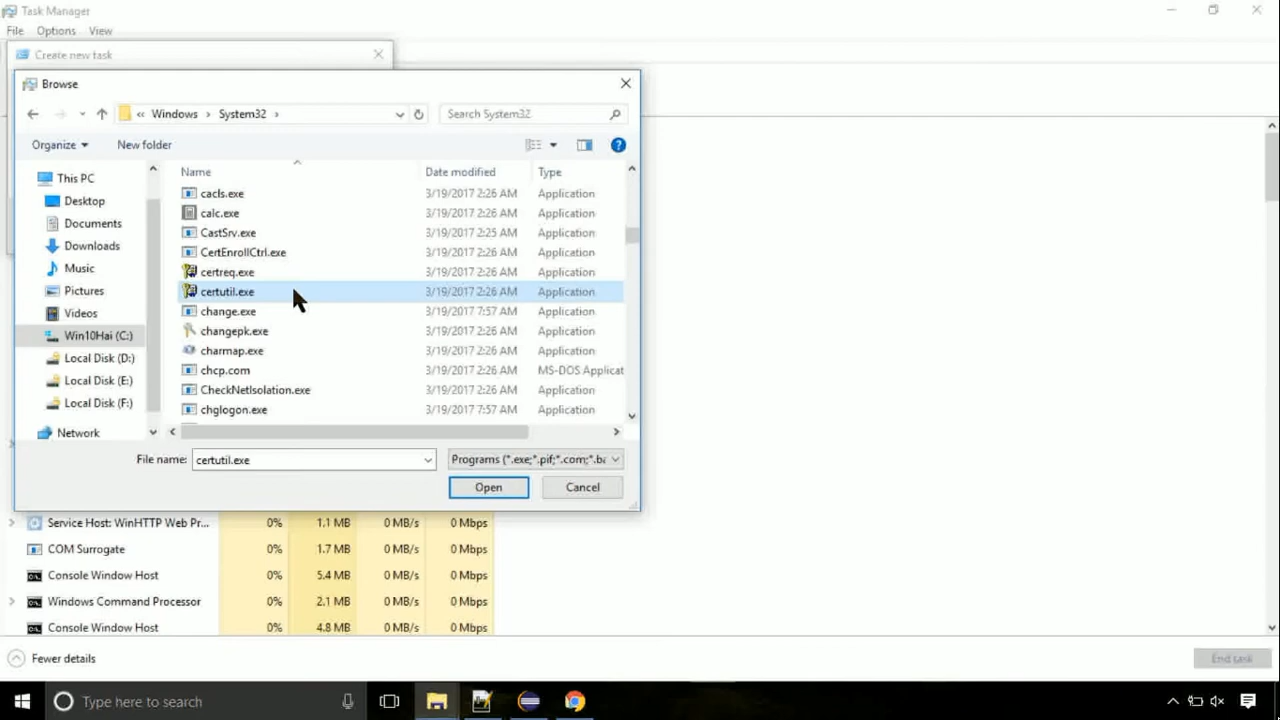 Task Manager
File Options View
Create new task
Browse
« Windows › System32 ›
Search System32
Organize New folder
Name Date modified Type
This PC
Desktop
Documents
Downloads
Music
Pictures
Videos
Win10Hai (C:)
Local Disk (D:)
Local Disk (E:)
Local Disk (F:)
Network
cacls.exe 3/19/2017 2:26 AM Application
calc.exe 3/19/2017 2:26 AM Application
CastSrv.exe 3/19/2017 2:25 AM Application
CertEnrollCtrl.exe 3/19/2017 2:26 AM Application
certreq.exe 3/19/2017 2:26 AM Application
certutil.exe 3/19/2017 2:26 AM Application
change.exe 3/19/2017 7:57 AM Application
changepk.exe 3/19/2017 2:26 AM Application
charmap.exe 3/19/2017 2:26 AM Application
chcp.com 3/19/2017 2:26 AM MS-DOS Applicat
CheckNetIsolation.exe 3/19/2017 2:26 AM Application
chglogon.exe 3/19/2017 7:57 AM Application
File name: certutil.exe Programs (*.exe;*.pif;*.com;*.ba
Open Cancel
Service Host: WinHTTP Web Pr... 0% 1.1 MB 0 MB/s 0 Mbps
COM Surrogate 0% 1.7 MB 0 MB/s 0 Mbps
Console Window Host 0% 5.4 MB 0 MB/s 0 Mbps
Windows Command Processor 0% 2.1 MB 0 MB/s 0 Mbps
Console Window Host 0% 4.8 MB 0 MB/s 0 Mbps
Fewer details
End task
Type here to search